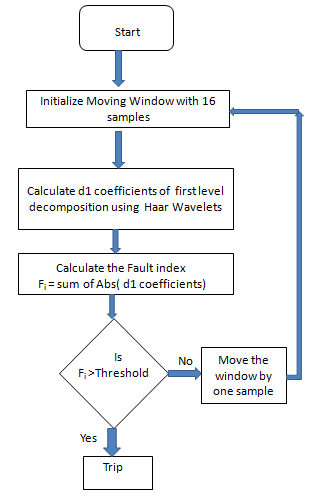 Start
Initialize Moving Window with 16
samples
Calculate d1 coefficients of first level
decomposition using Haar Wavelets
Calculate the Fault index
Fi = sum of Abs( d1 coefficients)
Is
Fi >Threshold
No
Move the
window by
one sample
Yes
Trip